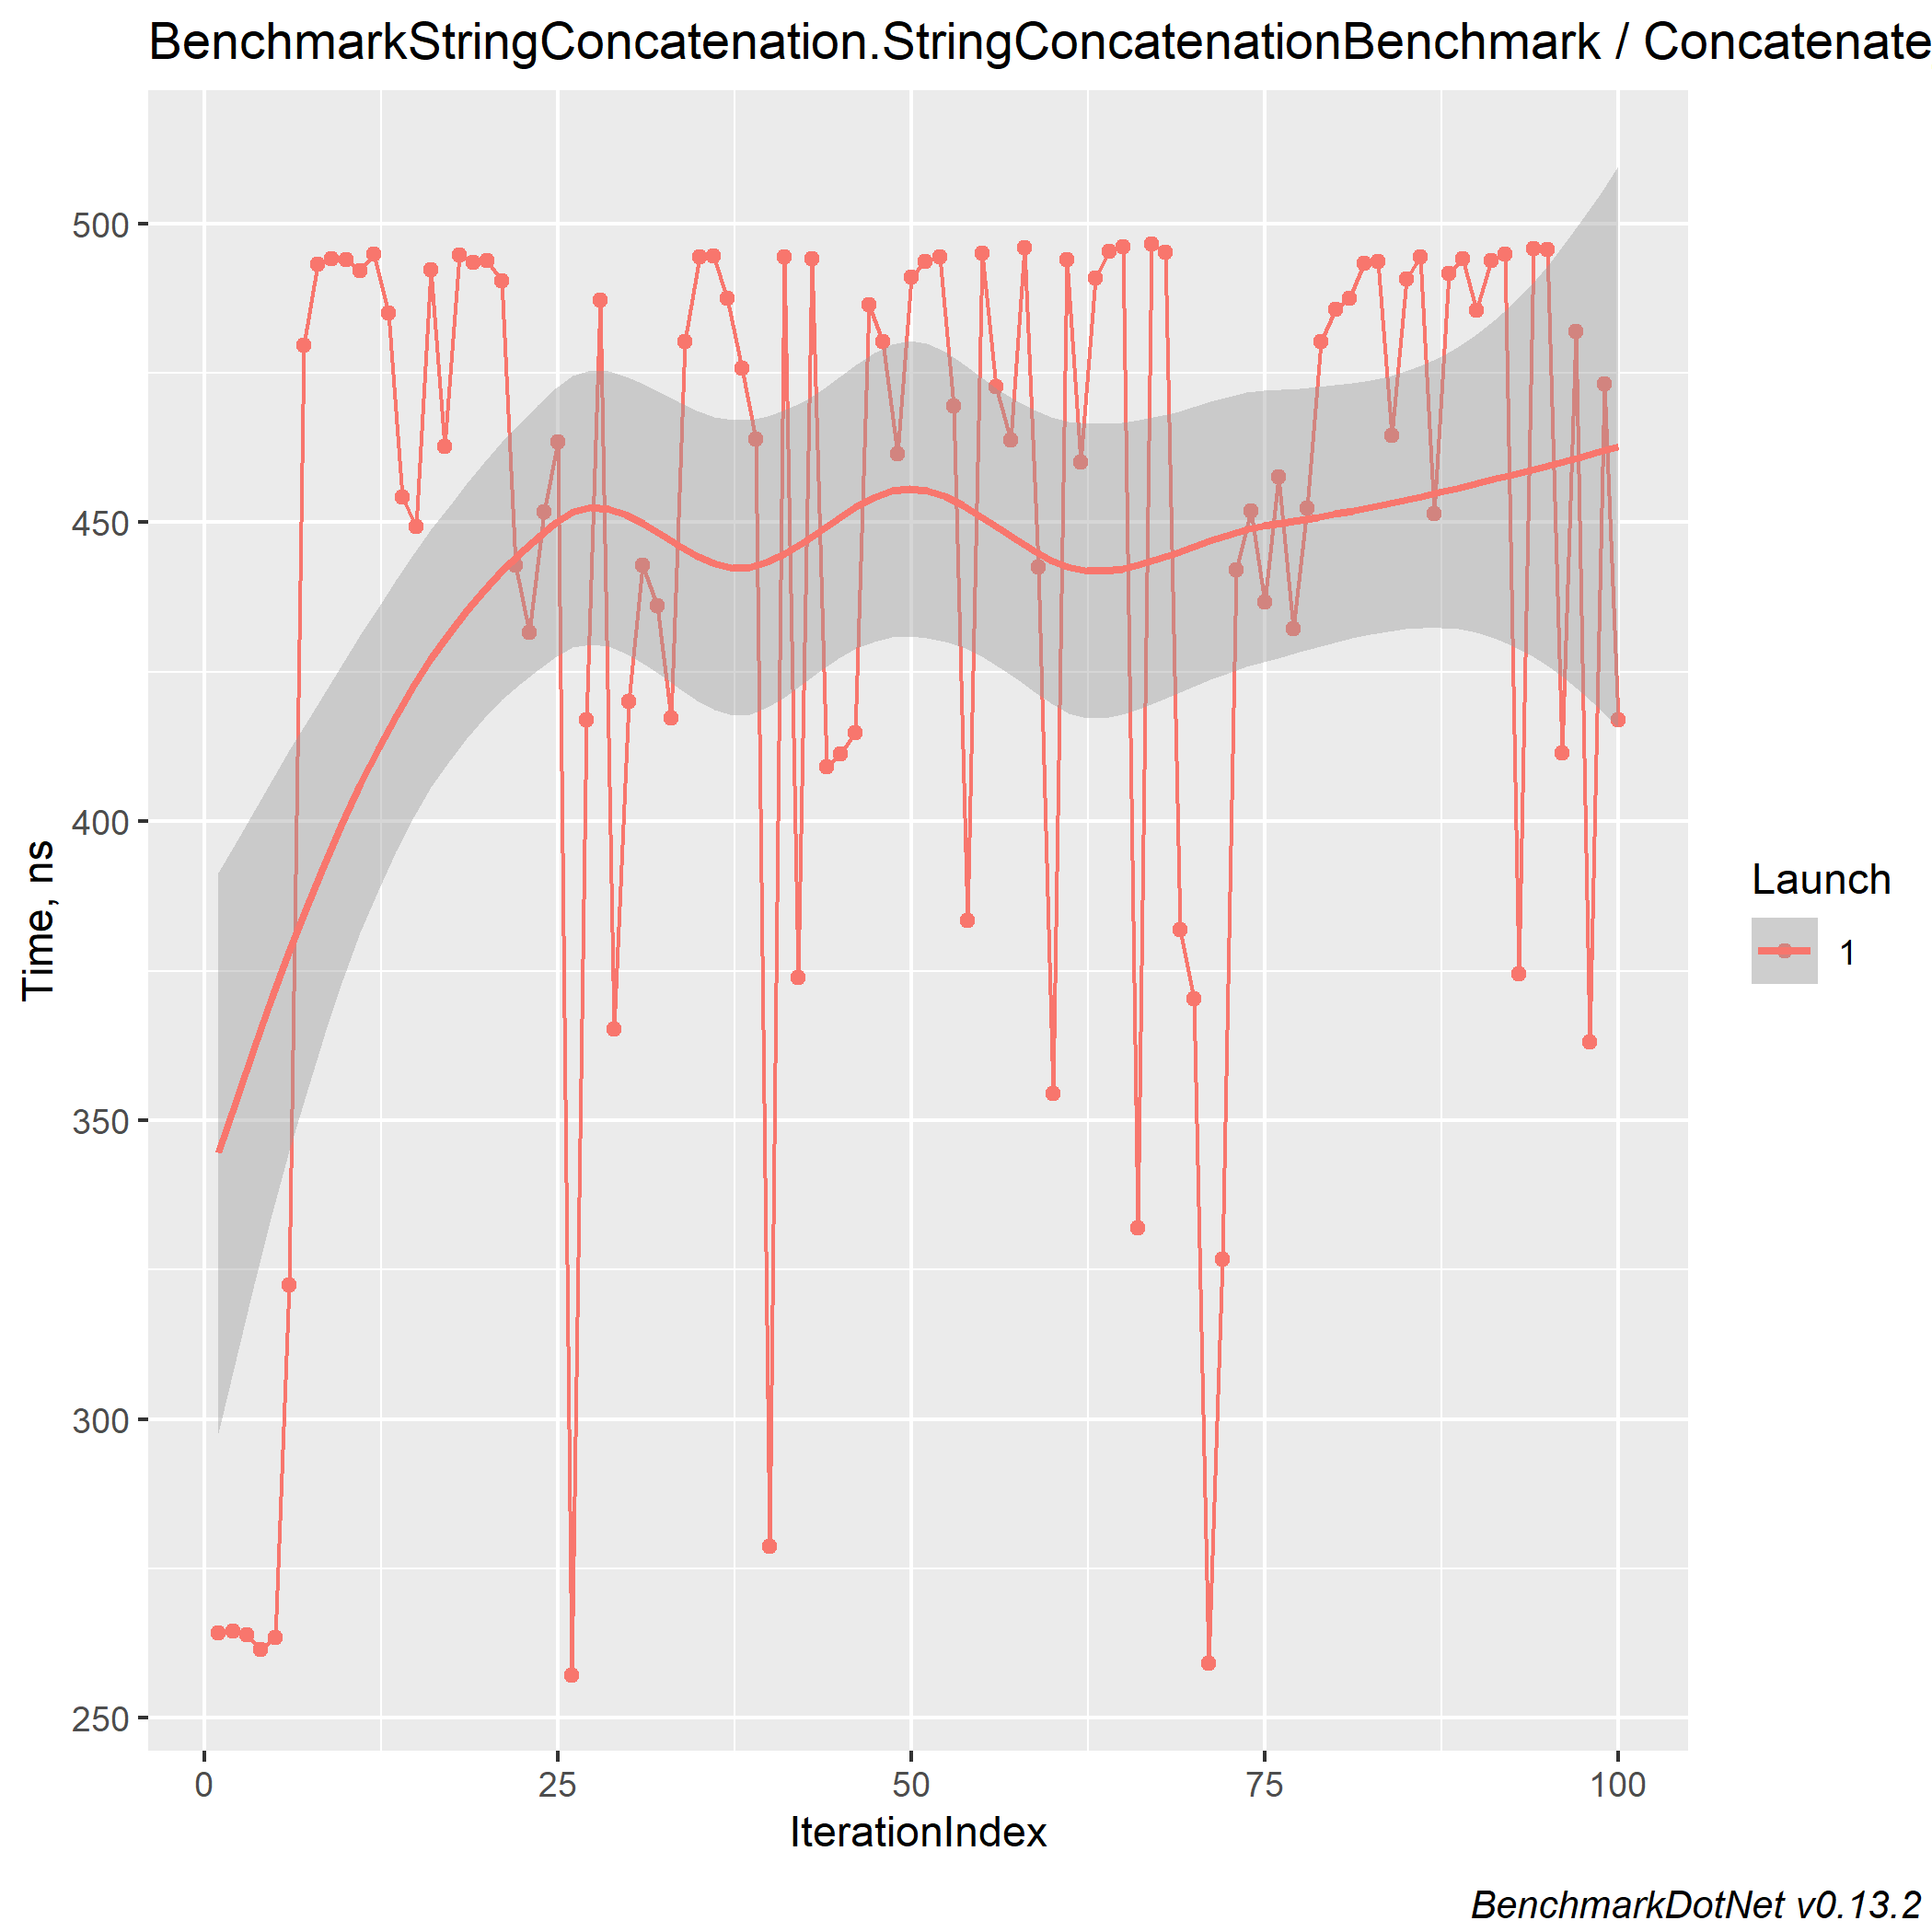 BenchmarkStringConcatenation.StringConcatenationBenchmark / Concatenate
500
450
400
350
300
250
Time, ns
0 25 50 75 100
IterationIndex
Launch
1
BenchmarkDotNet v0.13.2